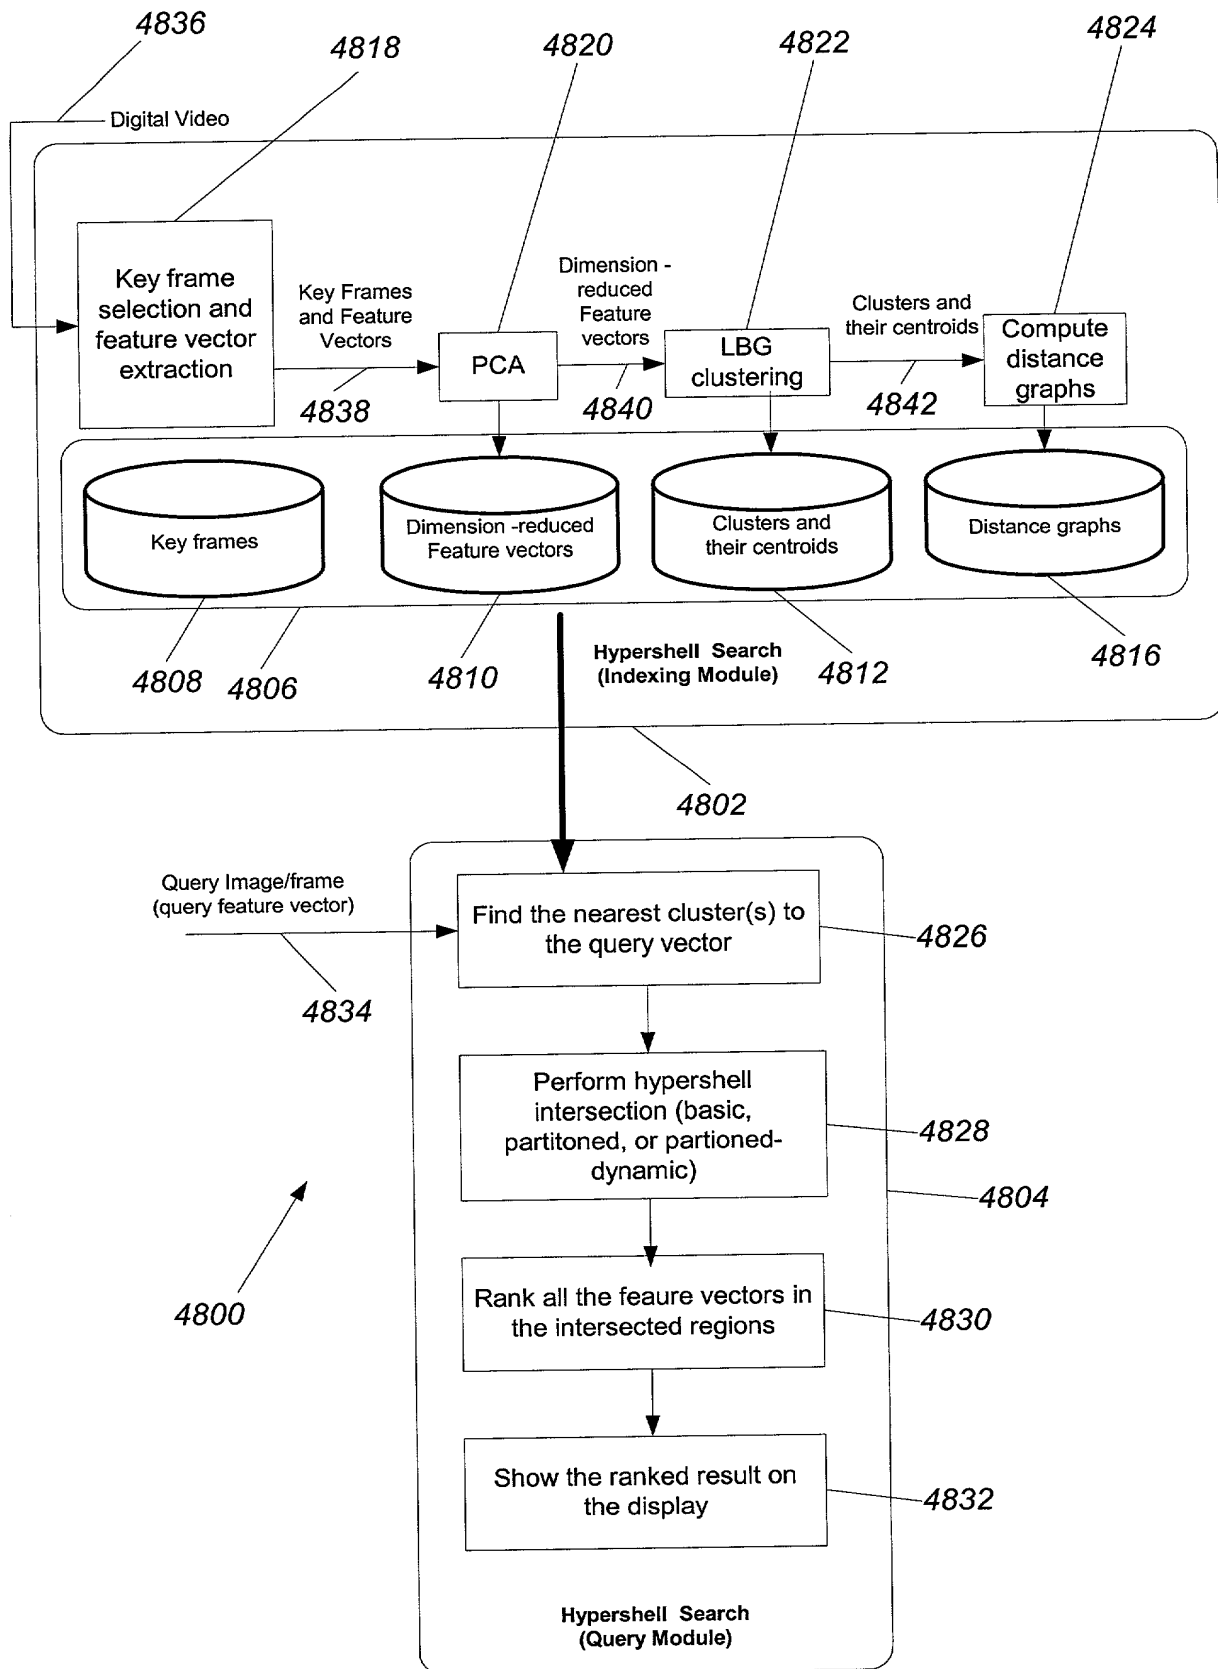 4836
4818
4820
4822
4824
Digital Video
Key frame
selection and
feature vector
extraction
Key Frames
and Feature
Vectors
4838
PCA
Dimension -
reduced
Feature
vectors
4840
LBG
clustering
Clusters and
their centroids
4842
Compute
distance
graphs
Key frames
Dimension -reduced
Feature vectors
Clusters and
their centroids
Distance graphs
4808
4806
4810
Hypershell Search
(Indexing Module)
4812
4816
4802
Query Image/frame
(query feature vector)
4834
Find the nearest cluster(s) to
the query vector
4826
Perform hypershell
intersection (basic,
partitoned, or partioned-
dynamic)
4828
4804
4800
Rank all the feaure vectors in
the intersected regions
4830
Show the ranked result on
the display
4832
Hypershell Search
(Query Module)